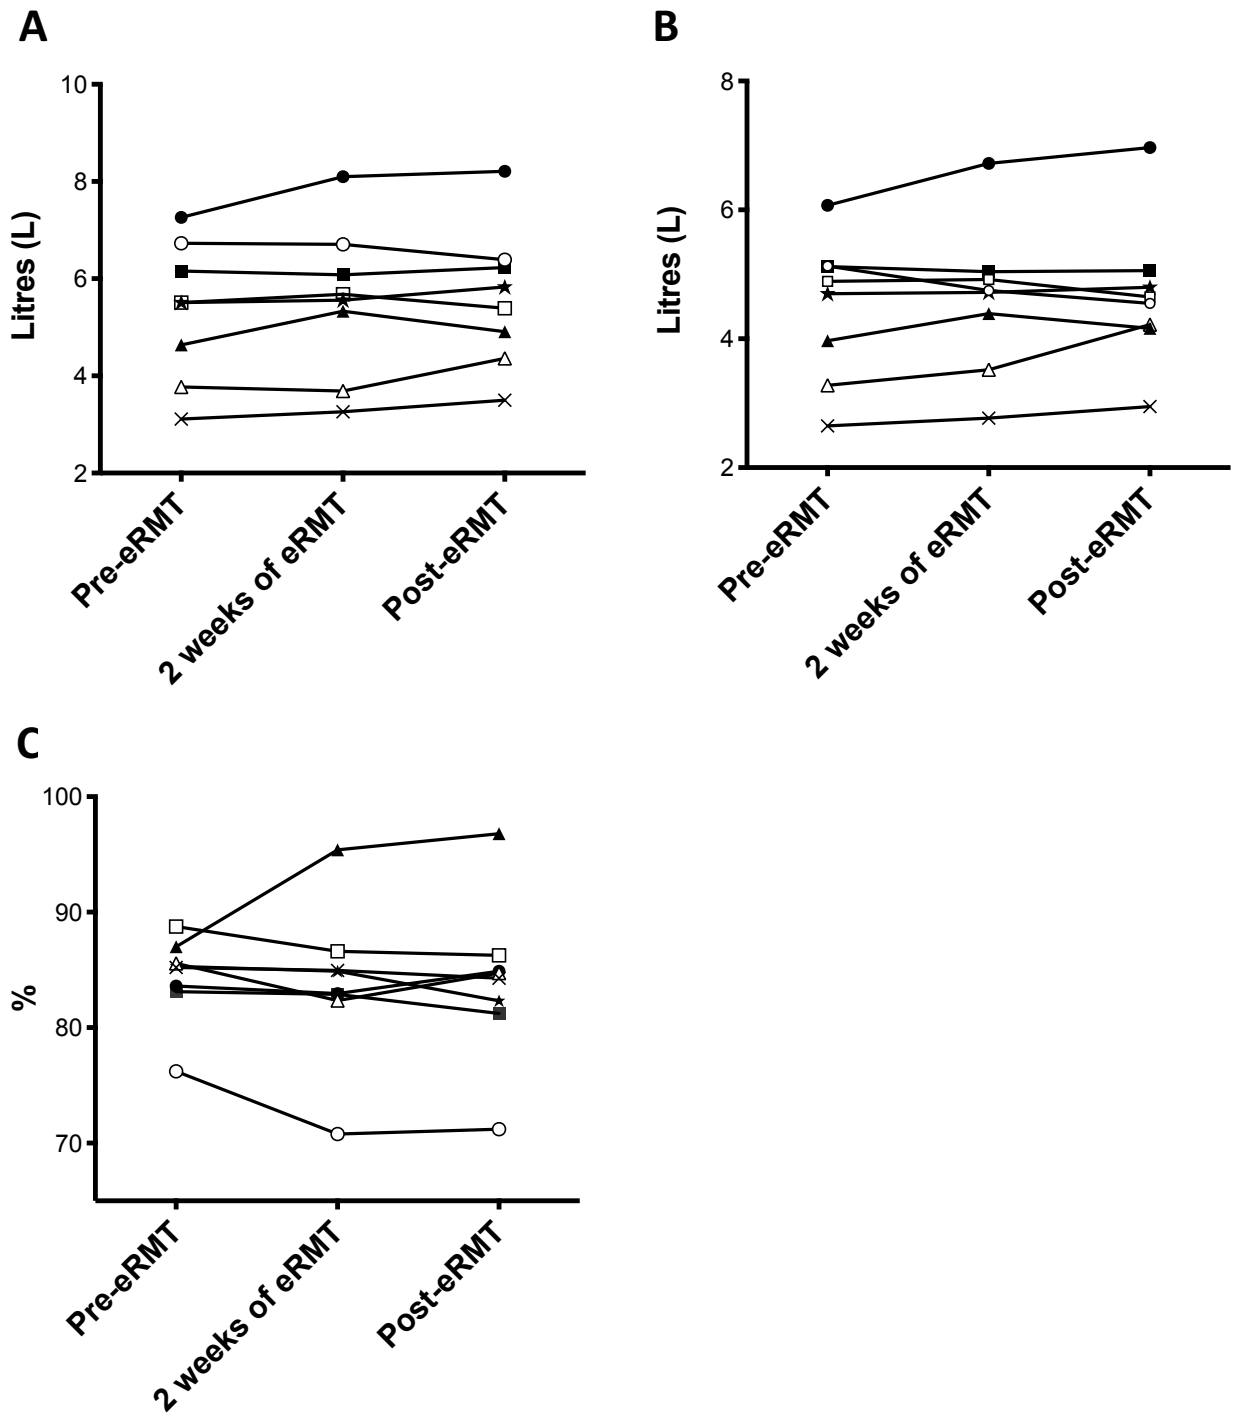 A
10
8
6
4
2
Litres (L)
Pre-eRMT
2 weeks of eRMT
Post-eRMT
B
8
6
4
2
Litres (L)
Pre-eRMT
2 weeks of eRMT
Post-eRMT
C
100
90
80
70
%
Pre-eRMT
2 weeks of eRMT
Post-eRMT